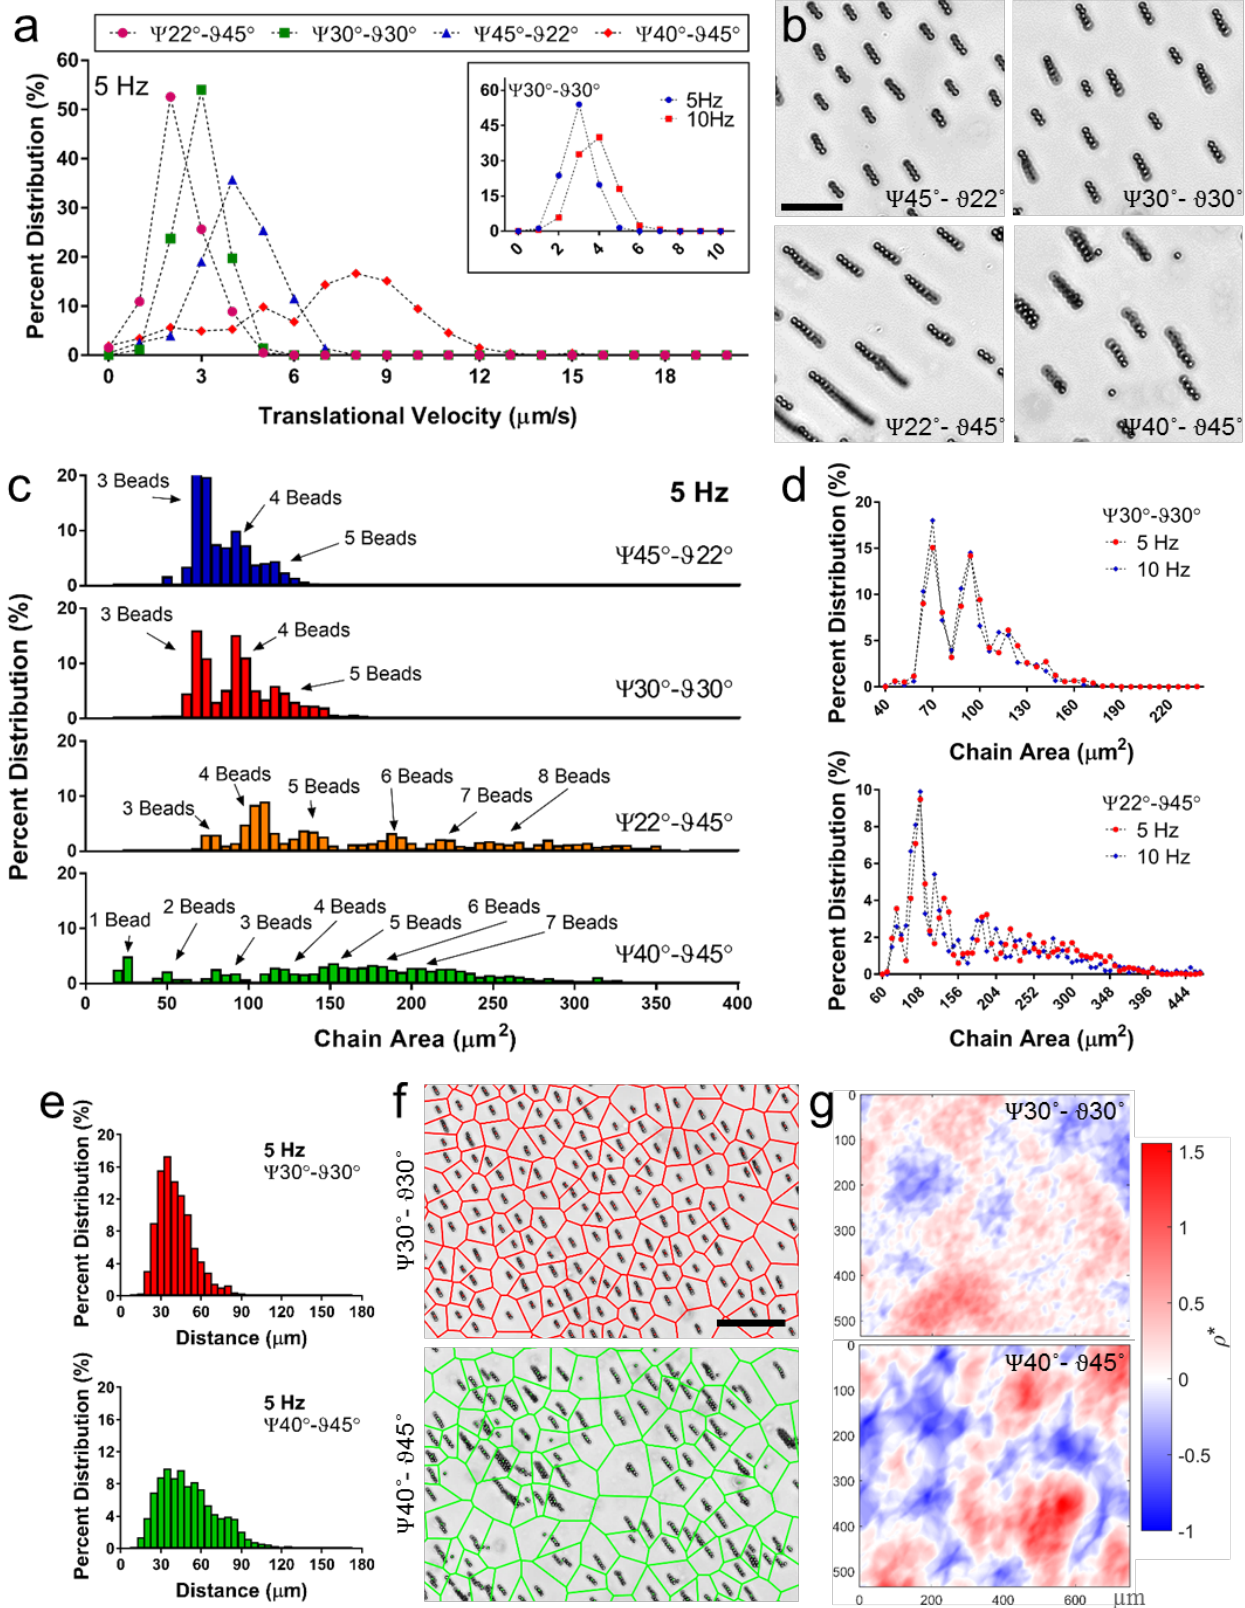 a
Ψ22°-ϑ45° Ψ30°-ϑ30° Ψ45°-ϑ22° Ψ40°-ϑ45°
5 Hz
Percent Distribution (%)
60
50
40
30
20
10
0
0 3 6 9 12 15 18
Translational Velocity (μm/s)
Ψ30°-ϑ30°
5Hz
10Hz
60
45
30
15
0
0 2 4 6 8 10
b
Ψ45°- ϑ22°
Ψ30°- ϑ30°
Ψ22°- ϑ45°
Ψ40°- ϑ45°
c
Percent Distribution (%)
5 Hz
20
10
0
3 Beads
4 Beads
5 Beads
Ψ45°-ϑ22°
20
10
0
3 Beads
4 Beads
5 Beads
Ψ30°-ϑ30°
20
10
0
3 Beads
4 Beads
5 Beads
6 Beads
7 Beads
8 Beads
Ψ22°-ϑ45°
20
10
0
1 Bead
2 Beads
3 Beads
4 Beads
5 Beads
6 Beads
7 Beads
Ψ40°-ϑ45°
0 50 100 150 200 250 300 350 400
Chain Area (μm²)
d
Percent Distribution (%)
20
15
10
5
0
Ψ30°-ϑ30°
5 Hz
10 Hz
40 70 100 130 160 190 220
Chain Area (μm²)
Percent Distribution (%)
10
8
6
4
2
0
Ψ22°-ϑ45°
5 Hz
10 Hz
60 108 156 204 252 300 348 396 444
Chain Area (μm²)
e
Percent Distribution (%)
20
16
12
8
4
0
5 Hz
Ψ30°-ϑ30°
0 30 60 90 120 150 180
Distance (μm)
Percent Distribution (%)
20
16
12
8
4
0
5 Hz
Ψ40°-ϑ45°
0 30 60 90 120 150 180
Distance (μm)
f
Ψ30°- ϑ30°
Ψ40°- ϑ45°
g
Ψ30°- ϑ30°
0
100
200
300
400
500
200 400 600
Ψ40°- ϑ45°
0
100
200
300
400
500
0 200 400 600 μm
1.5
1
0.5
0
-0.5
-1
ρ*